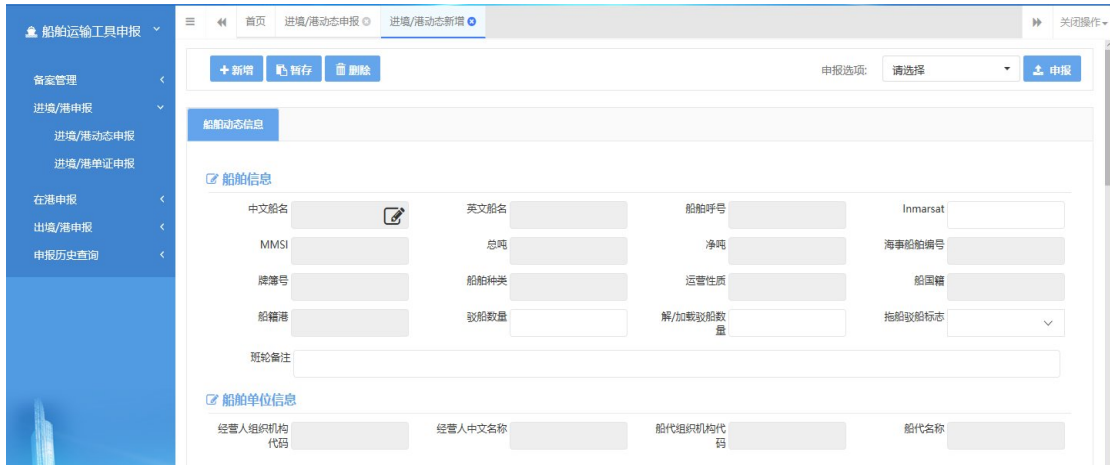 船舶运输工具申报
首页 进境/港动态申报 进境/港动态新增 关闭操作
备案管理
进境/港申报
进境/港动态申报
进境/港单证申报
在港申报
出境/港申报
申报历史查询
新增 暂存 删除 申报选项: 请选择 申报
船舶动态信息
船舶信息
中文船名 英文船名 船舶呼号 Inmarsat
MMSI 总吨 净吨 海事船舶编号
牌簿号 船舶种类 运营性质 船国籍
船籍港 驳船数量 解/加载驳船数量 拖船驳船标志
班轮备注
船舶单位信息
经营人组织机构代码 经营人中文名称 船代组织机构代码 船代名称